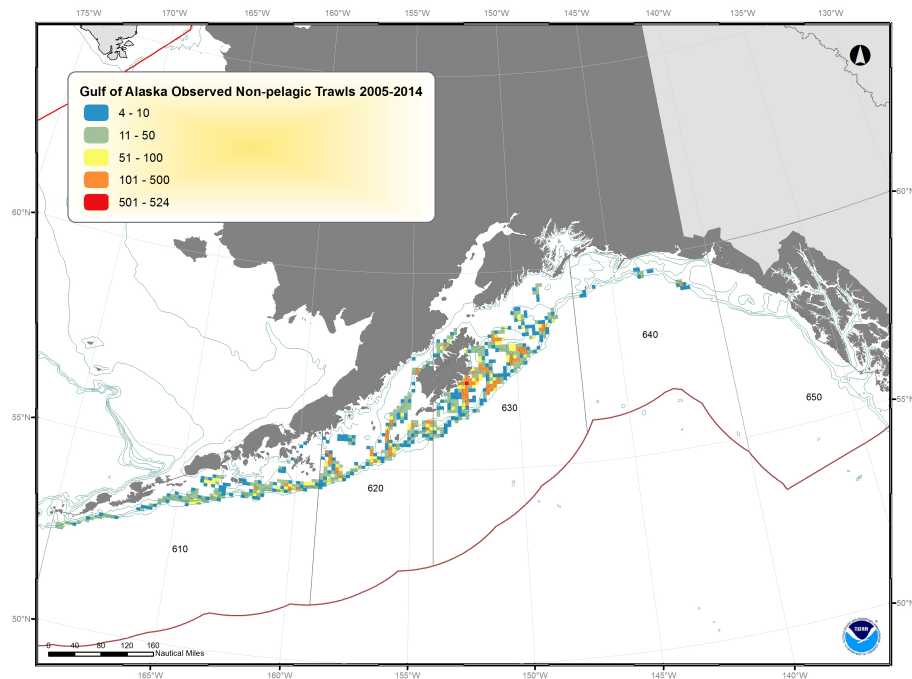 175°W 170°W 165°W 160°W 155°W 150°W 145°W 140°W 135°W 130°W
Gulf of Alaska Observed Non-pelagic Trawls 2005-2014
4 - 10
11 - 50
51 - 100
101 - 500
501 - 524
60°N 60°N
640
650
55°N 630 55°N
620
610
50°N 50°N
NOAA
0 40 80 120 160
Nautical Miles
165°W 160°W 155°W 150°W 145°W 140°W